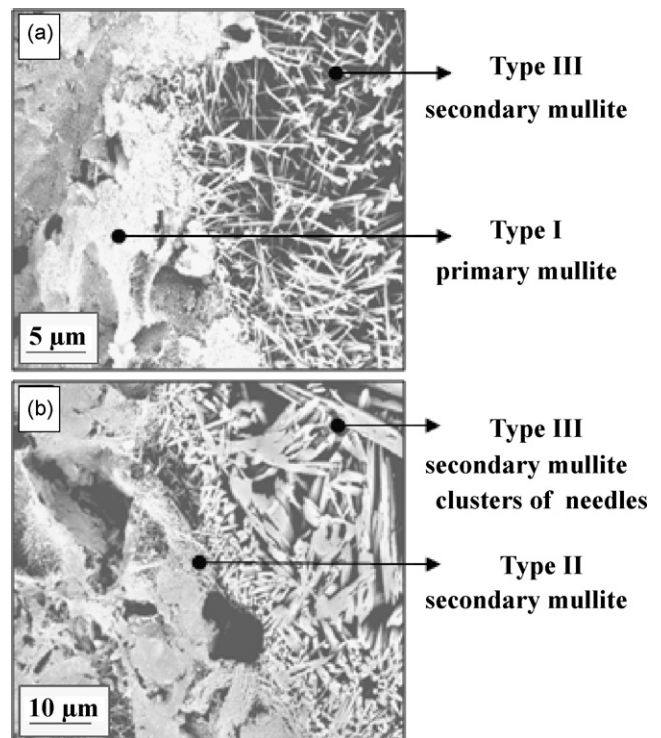 (a)
Type III
secondary mullite
Type I
primary mullite
5 μm
(b)
Type III
secondary mullite
clusters of needles
Type II
secondary mullite
10 μm